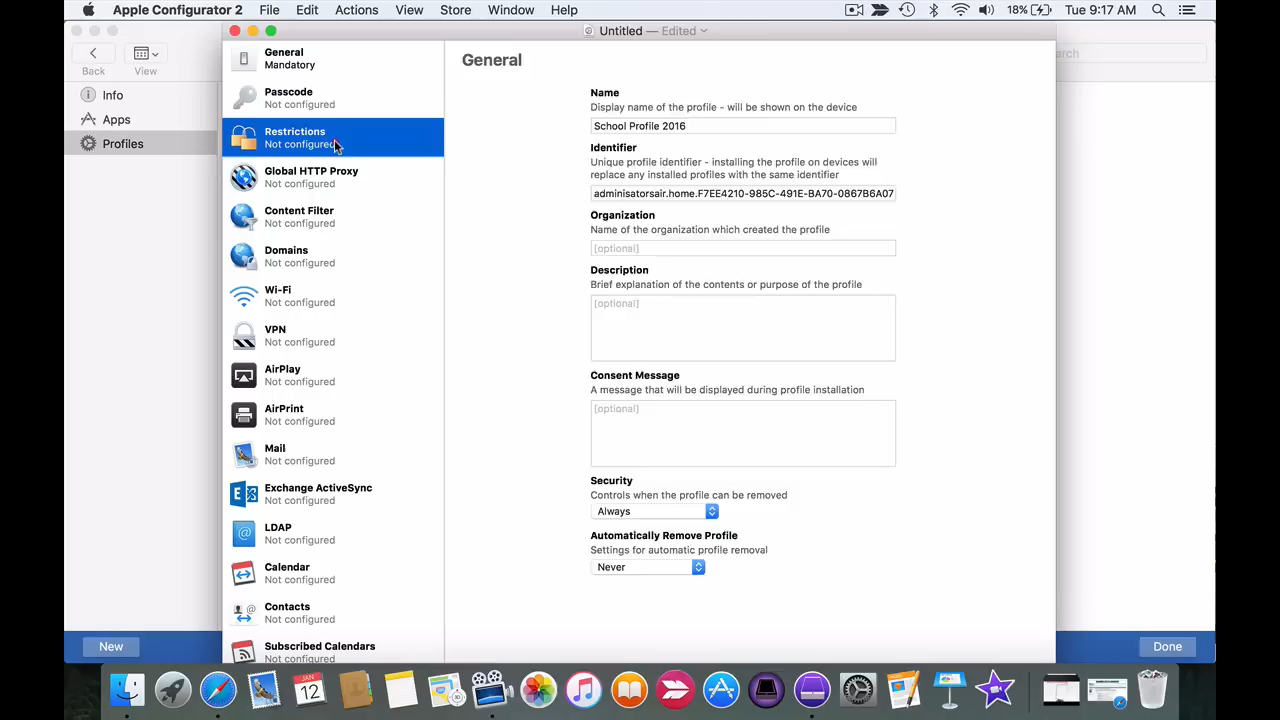 Apple Configurator 2 File Edit Actions View Store Window Help 18% Tue 9:17 AM
Untitled — Edited
Back View
arch
Info
Apps
Profiles
General
Mandatory
Passcode
Not configured
Restrictions
Not configured
Global HTTP Proxy
Not configured
Content Filter
Not configured
Domains
Not configured
Wi-Fi
Not configured
VPN
Not configured
AirPlay
Not configured
AirPrint
Not configured
Mail
Not configured
Exchange ActiveSync
Not configured
LDAP
Not configured
Calendar
Not configured
Contacts
Not configured
Subscribed Calendars
Not configured
General
Name
Display name of the profile - will be shown on the device
School Profile 2016
Identifier
Unique profile identifier - installing the profile on devices will
replace any installed profiles with the same identifier
adminisatorsair.home.F7EE4210-985C-491E-BA70-0867B6A07
Organization
Name of the organization which created the profile
[optional]
Description
Brief explanation of the contents or purpose of the profile
[optional]
Consent Message
A message that will be displayed during profile installation
[optional]
Security
Controls when the profile can be removed
Always
Automatically Remove Profile
Settings for automatic profile removal
Never
New
Done
JAN
12